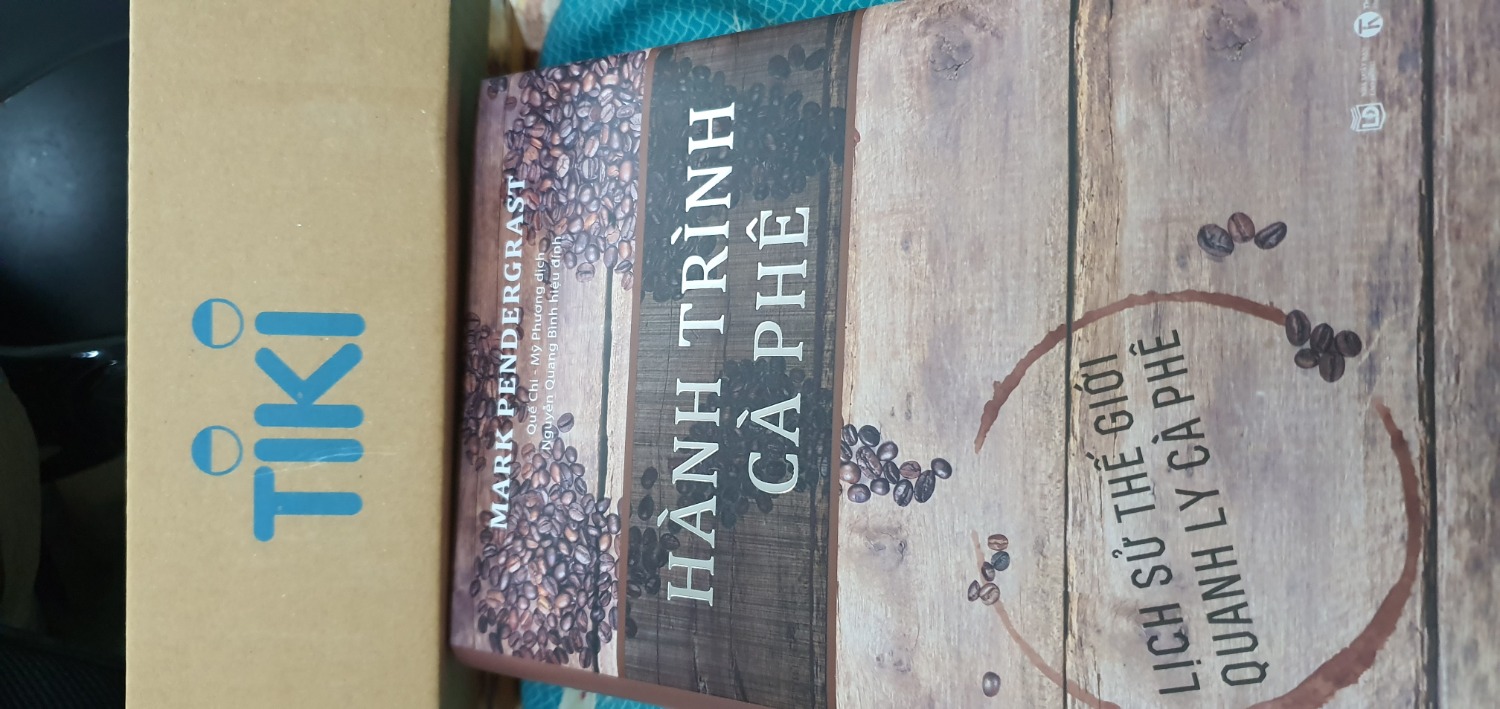 TIKI
MARK PENDERGRAST
Quế Chi - Mỹ Phương dịch
Nguyễn Quang Bình hiệu đính
HÀNH TRÌNH
CÀ PHÊ
LỊCH SỬ THẾ GIỚI
QUANH LY CÀ PHÊ